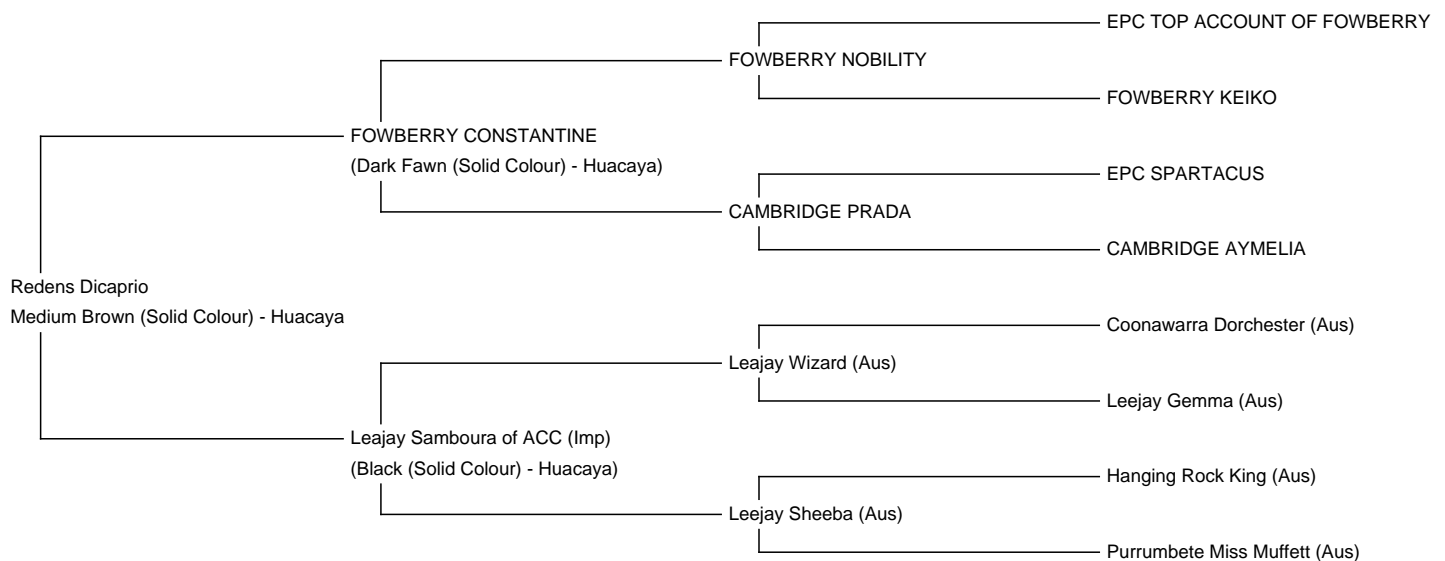 EPC TOP ACCOUNT OF FOWBERRY
FOWBERRY NOBILITY
FOWBERRY KEIKO
FOWBERRY CONSTANTINE
(Dark Fawn (Solid Colour) - Huacaya)
EPC SPARTACUS
CAMBRIDGE PRADA
CAMBRIDGE AYMELIA
Redens Dicaprio
Medium Brown (Solid Colour) - Huacaya
Coonawarra Dorchester (Aus)
Leajay Wizard (Aus)
Leejay Gemma (Aus)
Leajay Samboura of ACC (Imp)
(Black (Solid Colour) - Huacaya)
Hanging Rock King (Aus)
Leejay Sheeba (Aus)
Purrumbete Miss Muffett (Aus)